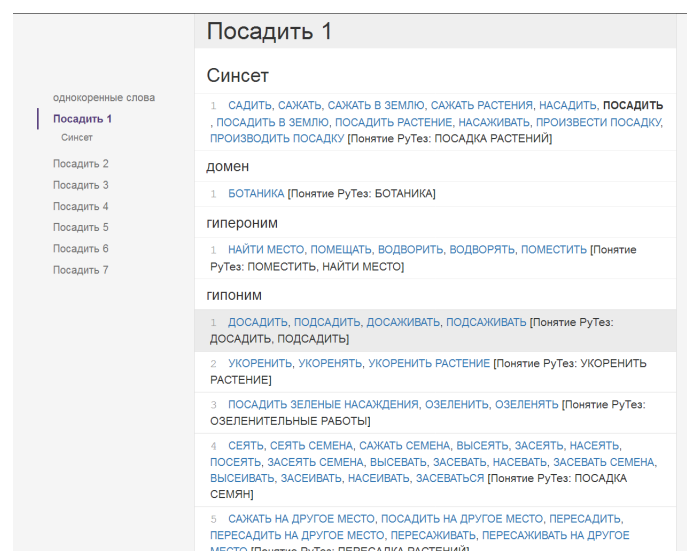 Посадить 1
Синсет
однокоренные слова
Посадить 1
Синсет
Посадить 2
Посадить 3
Посадить 4
Посадить 5
Посадить 6
Посадить 7
1 САДИТЬ, САЖАТЬ, САЖАТЬ В ЗЕМЛЮ, САЖАТЬ РАСТЕНИЯ, НАСАДИТЬ, ПОСАДИТЬ
, ПОСАДИТЬ В ЗЕМЛЮ, ПОСАДИТЬ РАСТЕНИЕ, НАСАЖИВАТЬ, ПРОИЗВЕСТИ ПОСАДКУ,
ПРОИЗВОДИТЬ ПОСАДКУ [Понятие РуТез: ПОСАДКА РАСТЕНИЙ]
домен
1 БОТАНИКА [Понятие РуТез: БОТАНИКА]
гипероним
1 НАЙТИ МЕСТО, ПОМЕЩАТЬ, ВОДВОРИТЬ, ВОДВОРЯТЬ, ПОМЕСТИТЬ [Понятие
РуТез: ПОМЕСТИТЬ, НАЙТИ МЕСТО]
гипоним
1 ДОСАДИТЬ, ПОДСАДИТЬ, ДОСАЖИВАТЬ, ПОДСАЖИВАТЬ [Понятие РуТез:
ДОСАДИТЬ, ПОДСАДИТЬ]
2 УКОРЕНИТЬ, УКОРЕНЯТЬ, УКОРЕНИТЬ РАСТЕНИЕ [Понятие РуТез: УКОРЕНИТЬ
РАСТЕНИЕ]
3 ПОСАДИТЬ ЗЕЛЕНЫЕ НАСАЖДЕНИЯ, ОЗЕЛЕНИТЬ, ОЗЕЛЕНЯТЬ [Понятие РуТез:
ОЗЕЛЕНИТЕЛЬНЫЕ РАБОТЫ]
4 СЕЯТЬ, СЕЯТЬ СЕМЕНА, САЖАТЬ СЕМЕНА, ВЫСЕЯТЬ, ЗАСЕЯТЬ, НАСЕЯТЬ,
ПОСЕЯТЬ, ЗАСЕЯТЬ СЕМЕНА, ВЫСЕВАТЬ, ЗАСЕВАТЬ, НАСЕВАТЬ, ЗАСЕВАТЬ СЕМЕНА,
ВЫСЕИВАТЬ, ЗАСЕИВАТЬ, НАСЕИВАТЬ, ЗАСЕВАТЬСЯ [Понятие РуТез: ПОСАДКА
СЕМЯН]
5 САЖАТЬ НА ДРУГОЕ МЕСТО, ПОСАДИТЬ НА ДРУГОЕ МЕСТО, ПЕРЕСАДИТЬ,
ПЕРЕСАДИТЬ НА ДРУГОЕ МЕСТО, ПЕРЕСАЖИВАТЬ, ПЕРЕСАЖИВАТЬ НА ДРУГОЕ
МЕСТО [Понятие РуТез: ПЕРЕСАДКА РАСТЕНИЙ]